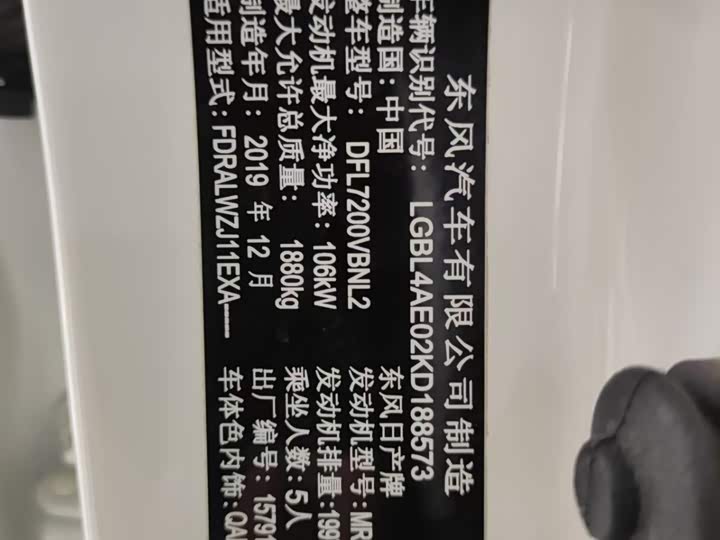 东风汽车有限公司制造
车辆识别代号: LGBL4AE02KD188573
制造国: 中国 东风日产牌
整车型号: DFL7200VBNL2 发动机型号: MR
发动机最大净功率: 106kW 发动机排量: 199
最大允许总质量: 1880kg 乘坐人数: 5人
制造年月: 2019 年 12 月 出厂编号: 15791
适用型式: FDRALWZJ11EXA----- 车体色内饰: QA